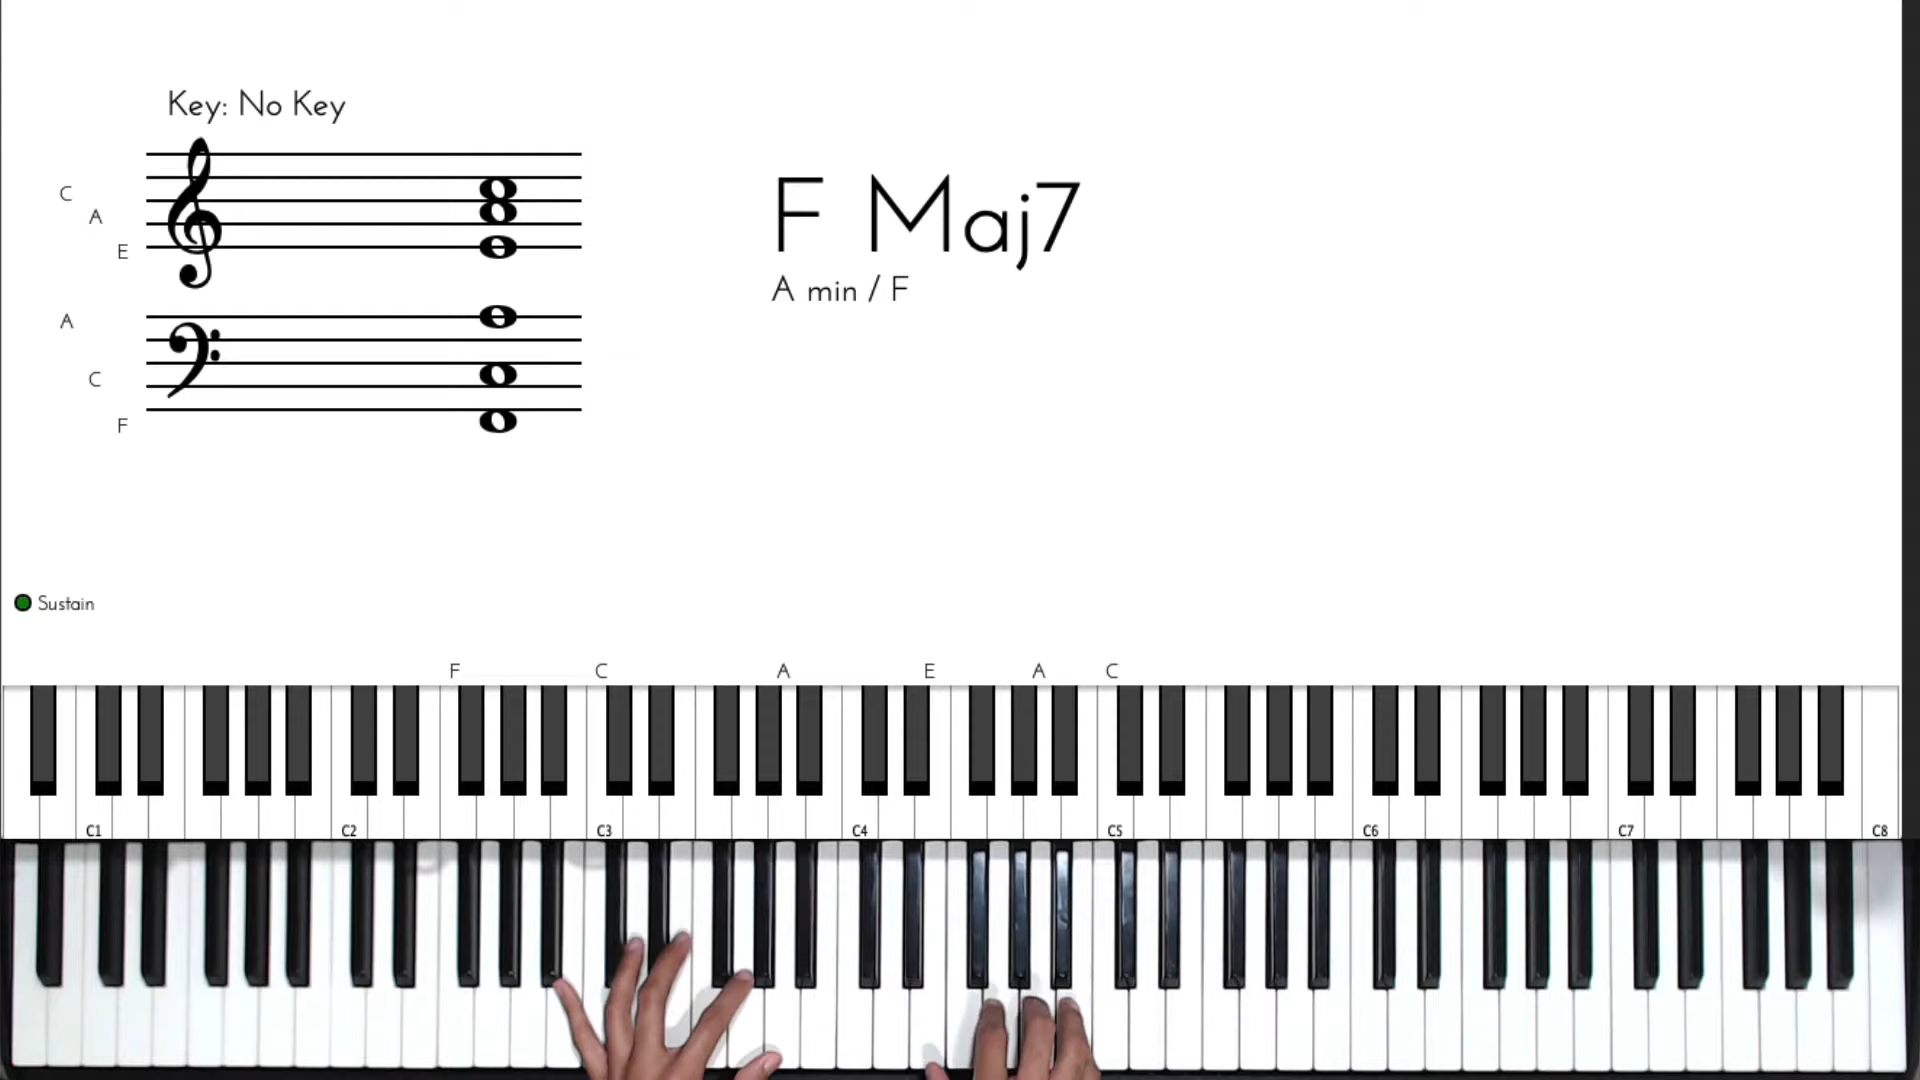 Key: No Key
C
A
E
A
C
F
F Maj7
A min / F
Sustain
F C A E A C
C1 C2 C3 C4 C5 C6 C7 C8